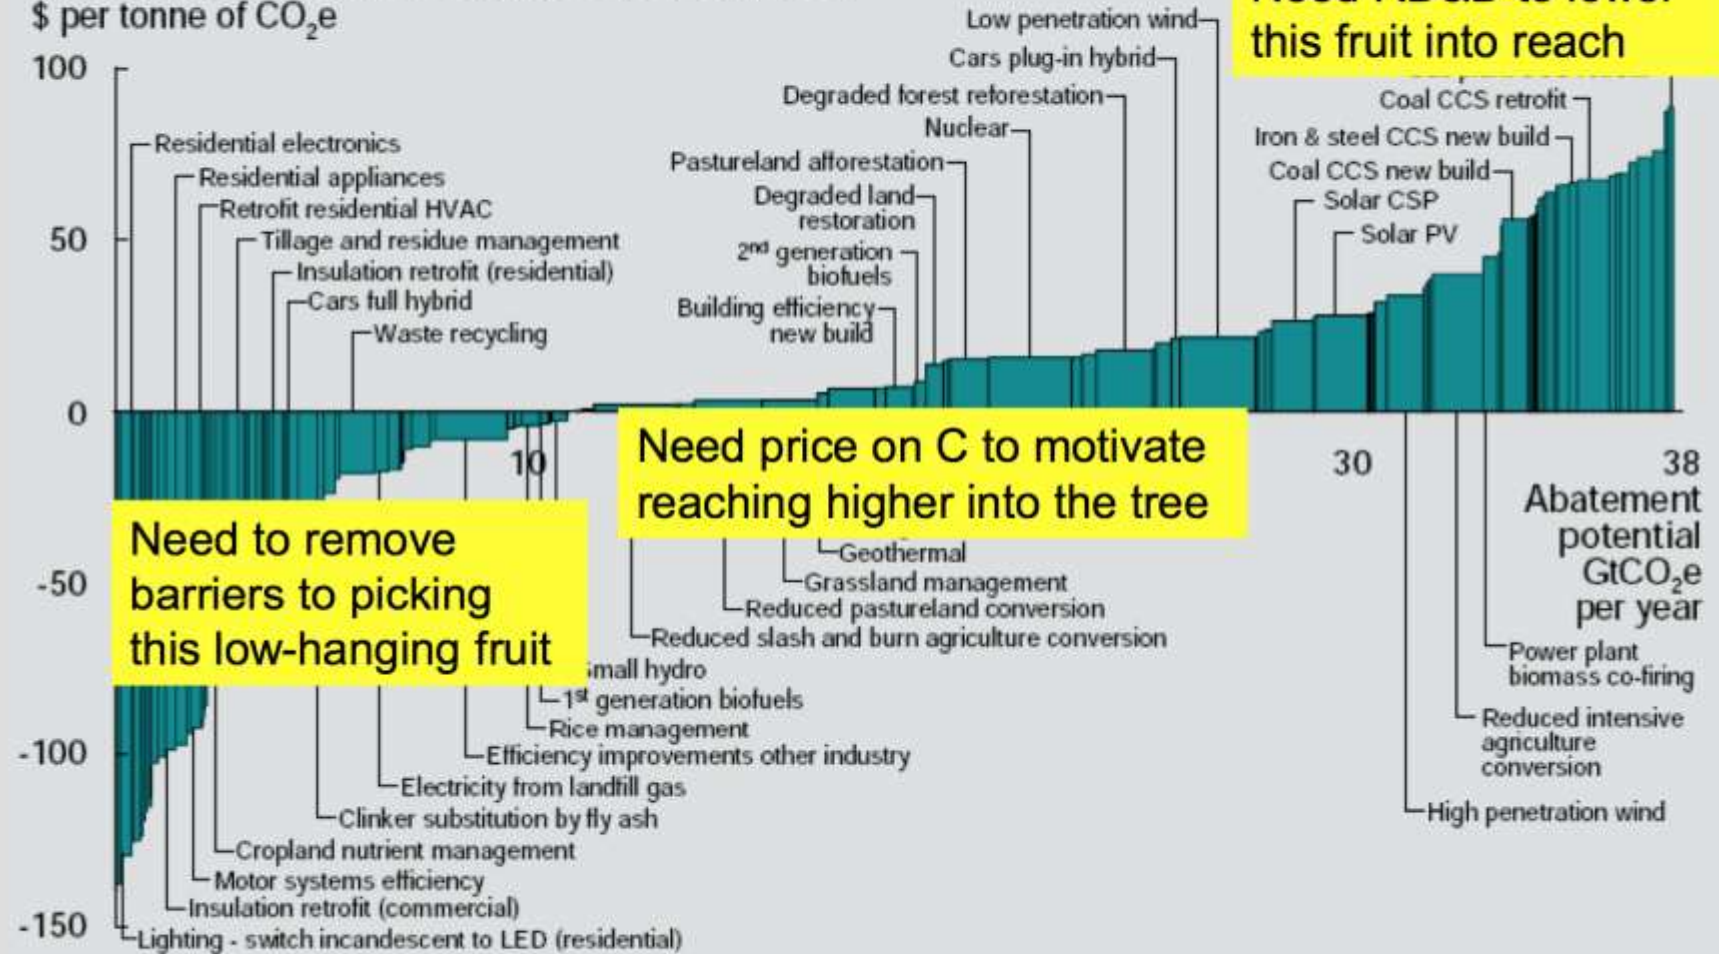 $ per tonne of CO₂e
this fruit into reach
100
50
0
-50
-100
-150
Residential electronics
Residential appliances
Retrofit residential HVAC
Tillage and residue management
Insulation retrofit (residential)
Cars full hybrid
Waste recycling
Low penetration wind
Cars plug-in hybrid
Degraded forest reforestation
Nuclear
Pastureland afforestation
Degraded land
restoration
2nd generation
biofuels
Building efficiency
new build
Coal CCS retrofit
Iron & steel CCS new build
Coal CCS new build
Solar CSP
Solar PV
10
30
38
Need price on C to motivate
reaching higher into the tree
Abatement
potential
GtCO₂e
per year
Need to remove
barriers to picking
this low-hanging fruit
Geothermal
Grassland management
Reduced pastureland conversion
Reduced slash and burn agriculture conversion
Small hydro
1st generation biofuels
Rice management
Efficiency improvements other industry
Electricity from landfill gas
Clinker substitution by fly ash
Cropland nutrient management
Motor systems efficiency
Insulation retrofit (commercial)
Lighting - switch incandescent to LED (residential)
Power plant
biomass co-firing
Reduced intensive
agriculture
conversion
High penetration wind